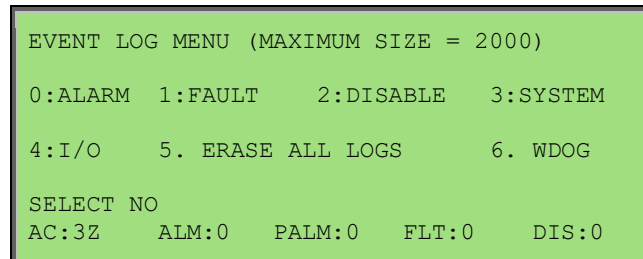 EVENT LOG MENU (MAXIMUM SIZE = 2000)
0:ALARM 1:FAULT 2:DISABLE 3:SYSTEM
4:I/O 5. ERASE ALL LOGS 6. WDOG
SELECT NO
AC:3Z ALM:0 PALM:0 FLT:0 DIS:0